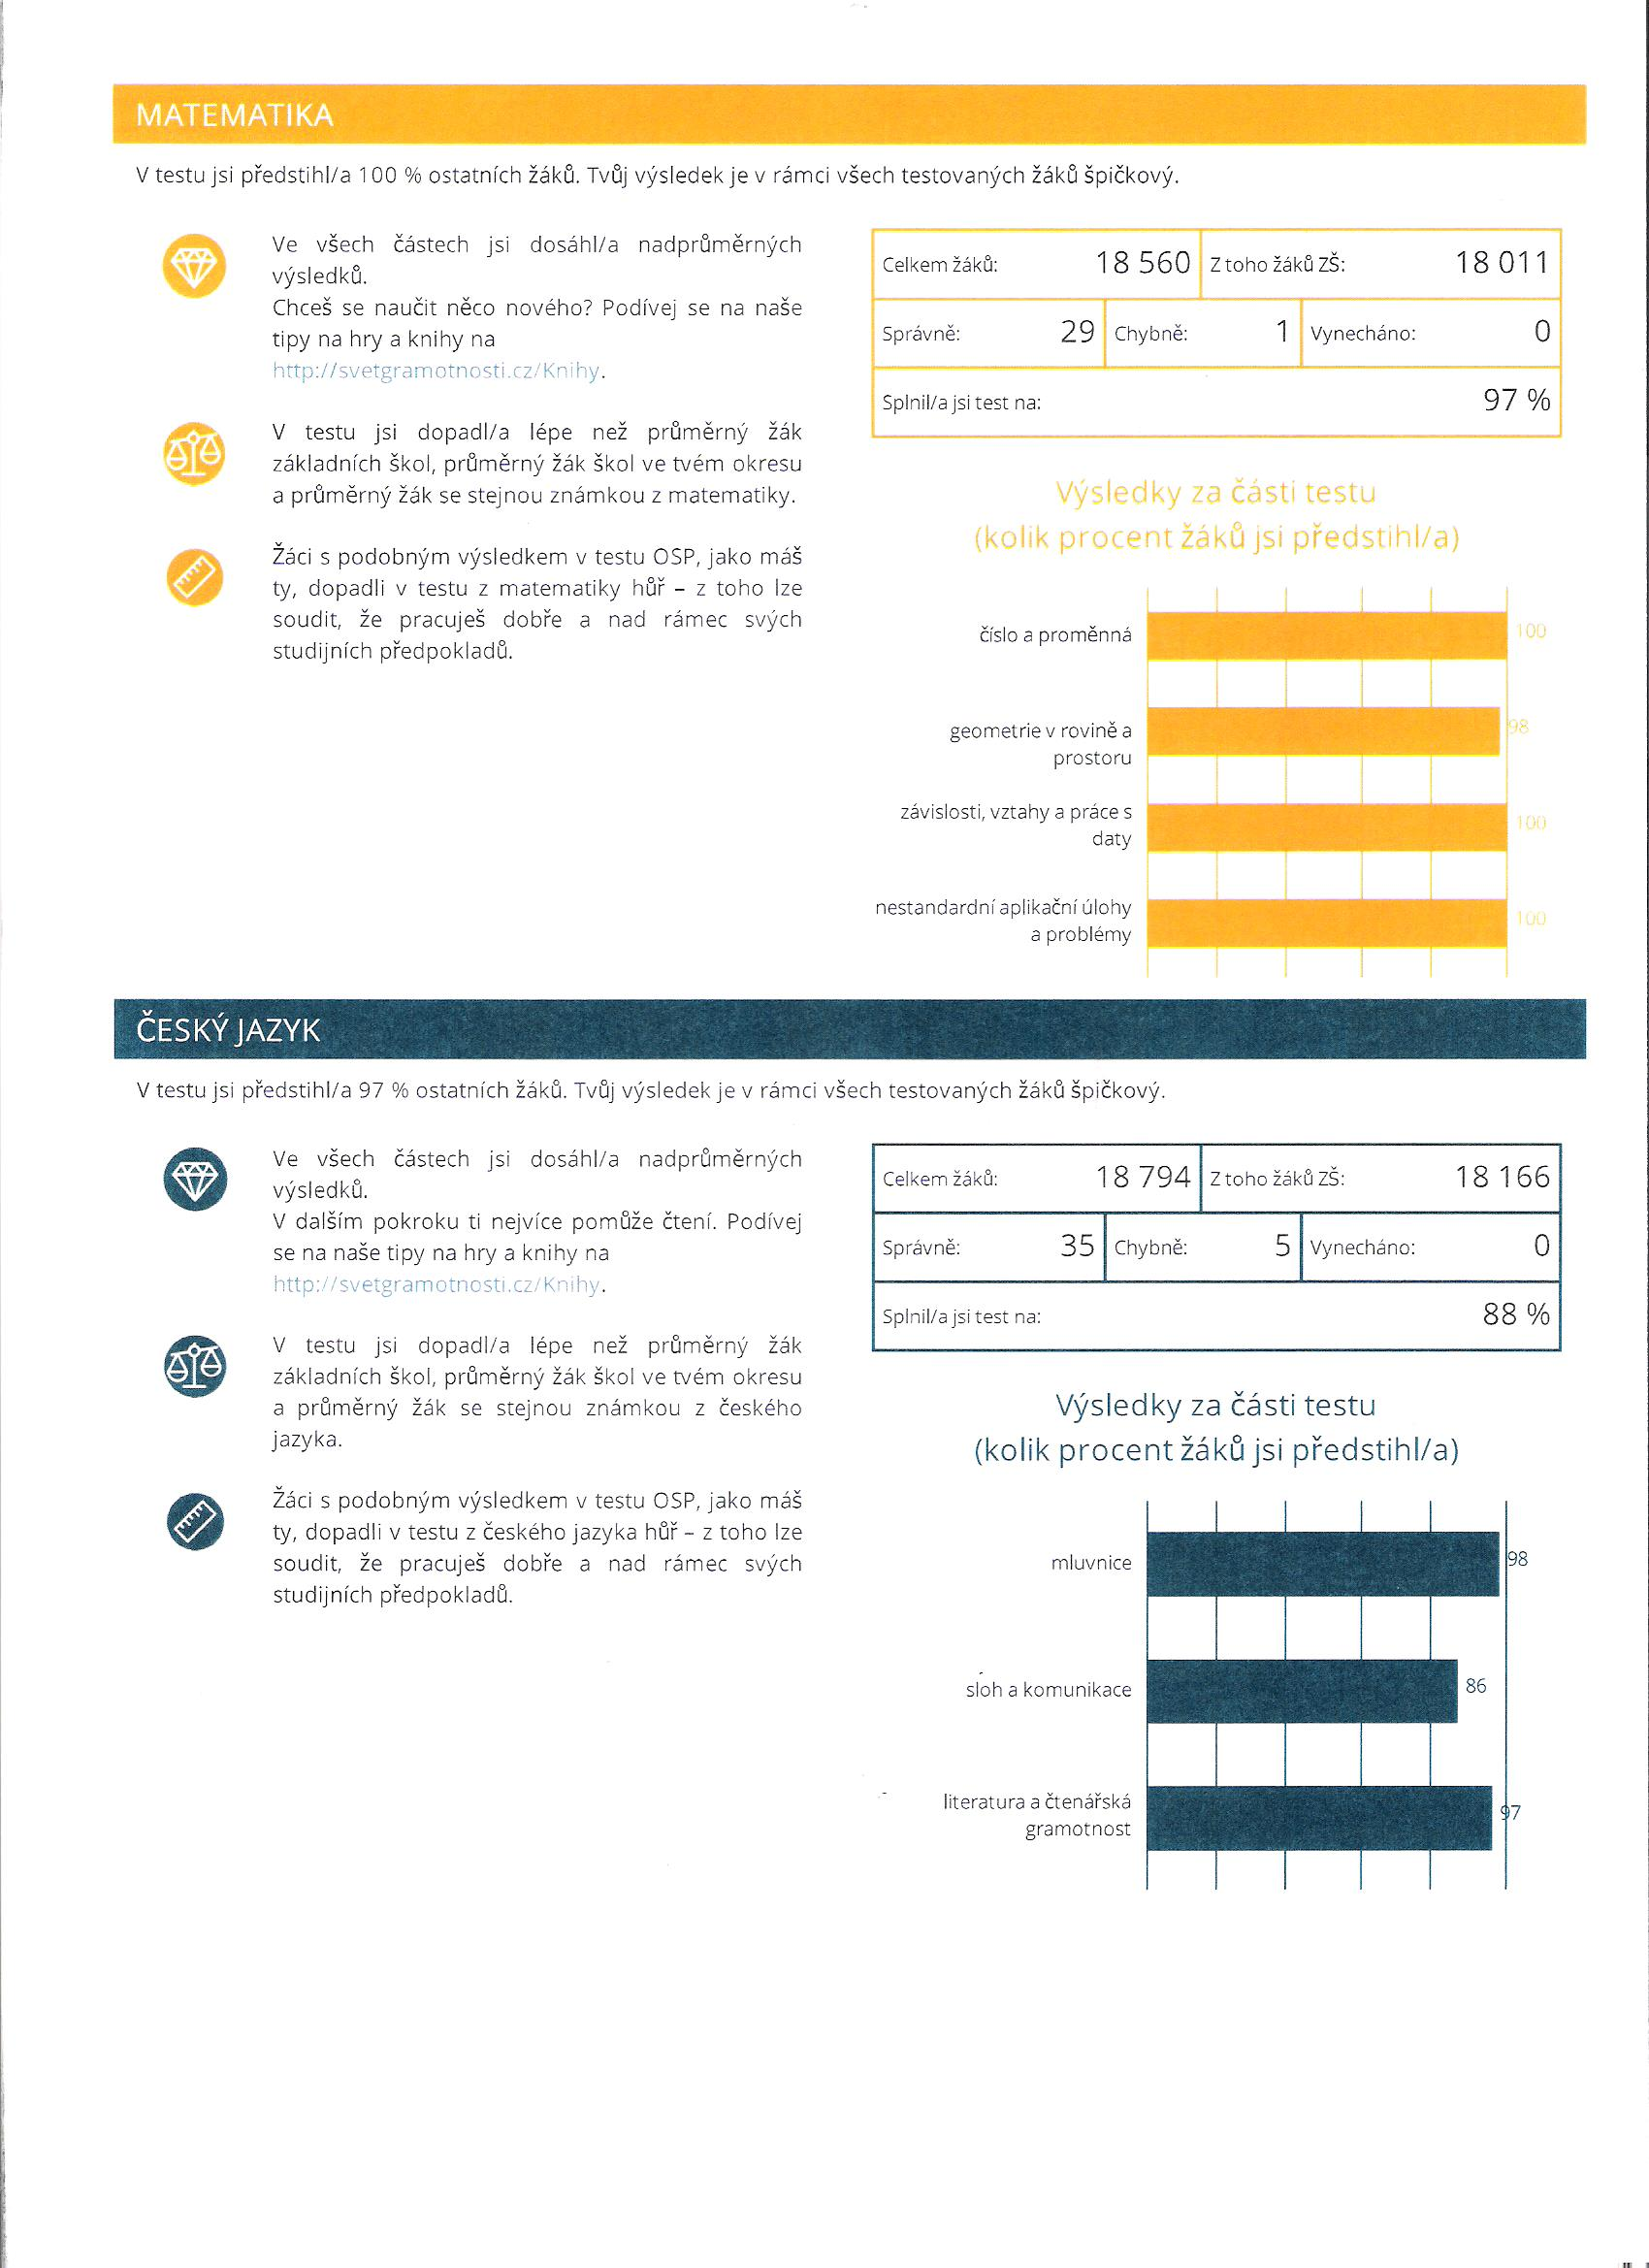 MATEMATIKA
V testu jsi předstihl/a 100 % ostatních žáků. Tvůj výsledek je v rámci všech testovaných žáků špičkový.
Ve všech částech jsi dosáhl/a nadprůměrných
výsledků.
Chceš se naučit něco nového? Podívej se na naše
tipy na hry a knihy na
http://svetgramotnosti.cz/Knihy.
V testu jsi dopadl/a lépe než průměrný žák
základních škol, průměrný žák škol ve tvém okresu
a průměrný žák se stejnou známkou z matematiky.
Žáci s podobným výsledkem v testu OSP, jako máš
ty, dopadli v testu z matematiky hůř – z toho lze
soudit, že pracuješ dobře a nad rámec svých
studijních předpokladů.
Celkem žáků: 18 560 Z toho žáků ZŠ: 18 011
Správně: 29 Chybně: 1 Vynecháno: 0
Splnil/a jsi test na: 97 %
Výsledky za části testu
(kolik procent žáků jsi předstihl/a)
číslo a proměnná 100
geometrie v rovině a
prostoru 98
závislosti, vztahy a práce s
daty 100
nestandardní aplikační úlohy
a problémy 100
ČESKÝ JAZYK
V testu jsi předstihl/a 97 % ostatních žáků. Tvůj výsledek je v rámci všech testovaných žáků špičkový.
Ve všech částech jsi dosáhl/a nadprůměrných
výsledků.
V dalším pokroku ti nejvíce pomůže čtení. Podívej
se na naše tipy na hry a knihy na
http://svetgramotnosti.cz/Knihy.
V testu jsi dopadl/a lépe než průměrný žák
základních škol, průměrný žák škol ve tvém okresu
a průměrný žák se stejnou známkou z českého
jazyka.
Žáci s podobným výsledkem v testu OSP, jako máš
ty, dopadli v testu z českého jazyka hůř – z toho lze
soudit, že pracuješ dobře a nad rámec svých
studijních předpokladů.
Celkem žáků: 18 794 Z toho žáků ZŠ: 18 166
Správně: 35 Chybně: 5 Vynecháno: 0
Splnil/a jsi test na: 88 %
Výsledky za části testu
(kolik procent žáků jsi předstihl/a)
mluvnice 98
sloh a komunikace 86
literatura a čtenářská
gramotnost 97